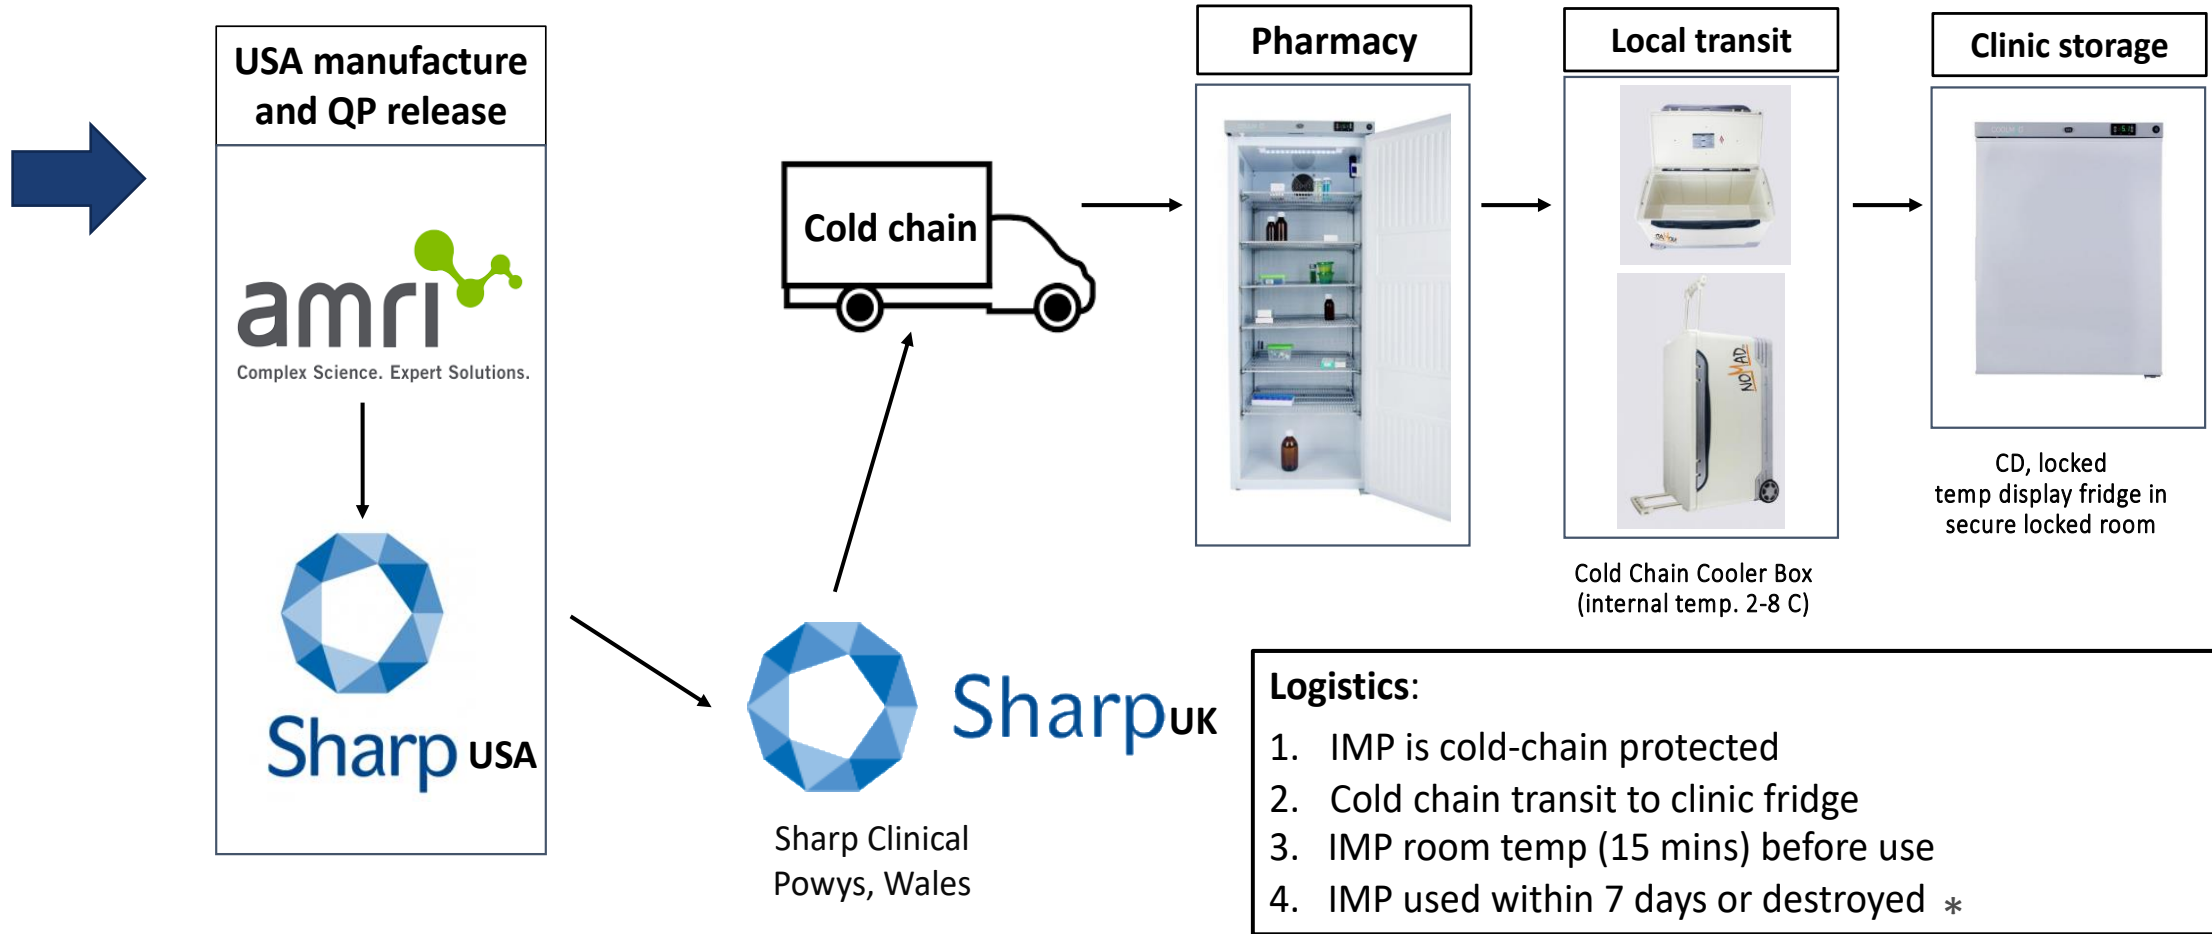 USA manufacture
and QP release
amri
Complex Science. Expert Solutions.
Sharp USA
Sharp UK
Sharp Clinical
Powys, Wales
Cold chain
Pharmacy
Local transit
NOMAD
Cold Chain Cooler Box
(internal temp. 2-8 C)
Clinic storage
CD, locked
temp display fridge in
secure locked room
Logistics:
1. IMP is cold-chain protected
2. Cold chain transit to clinic fridge
3. IMP room temp (15 mins) before use
4. IMP used within 7 days or destroyed *